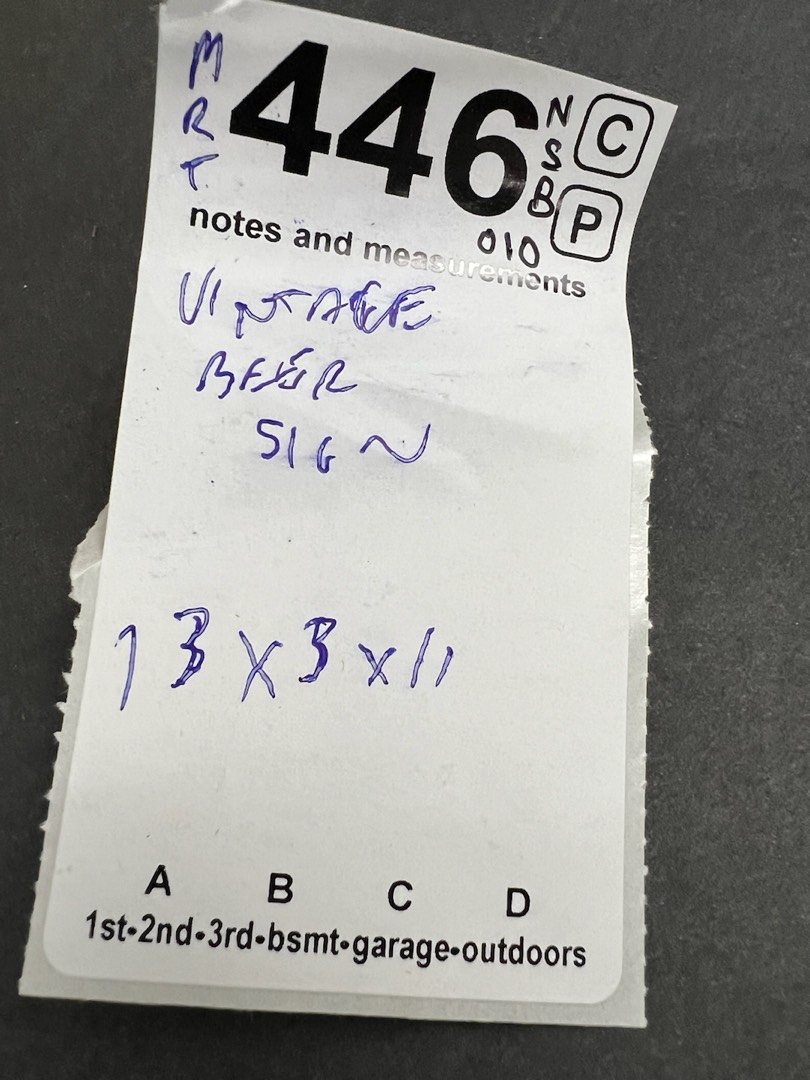 M
R
T
446
N
S
B
C
P
010
notes and measurements
VINTAGE
BEER
SIGN
13 x 3 x 11
A B C D
1st•2nd•3rd•bsmt•garage•outdoors